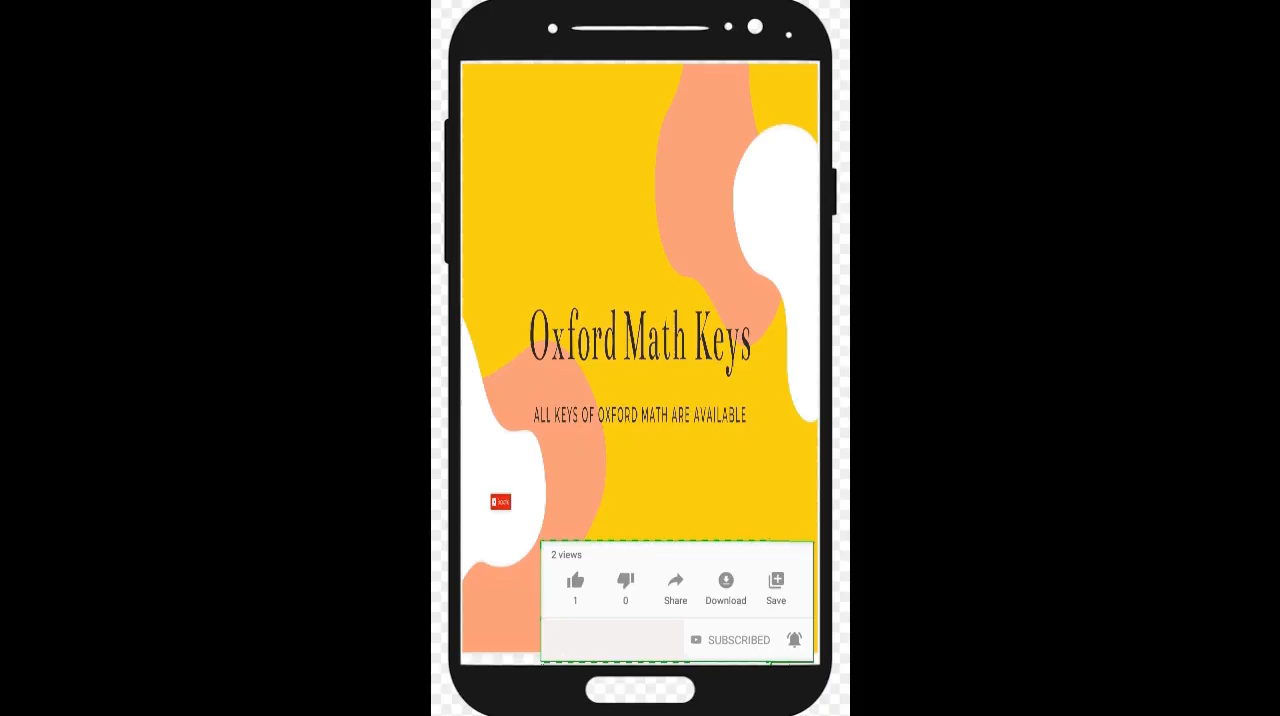 Oxford Math Keys
ALL KEYS OF OXFORD MATH ARE AVAILABLE
2 views
1 0 Share Download Save
SUBSCRIBED